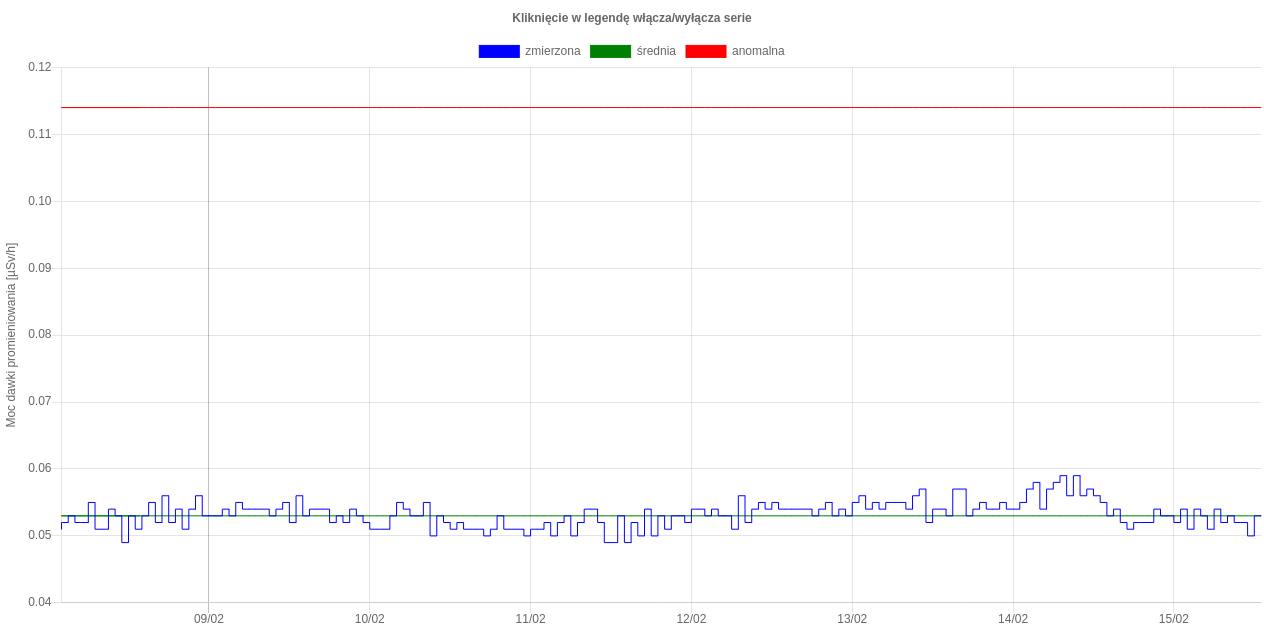 Kliknięcie w legendę włącza/wyłącza serie
zmierzona średnia anomalna
Moc dawki promieniowania [µSv/h]
0.12
0.11
0.10
0.09
0.08
0.07
0.06
0.05
0.04
09/02 10/02 11/02 12/02 13/02 14/02 15/02